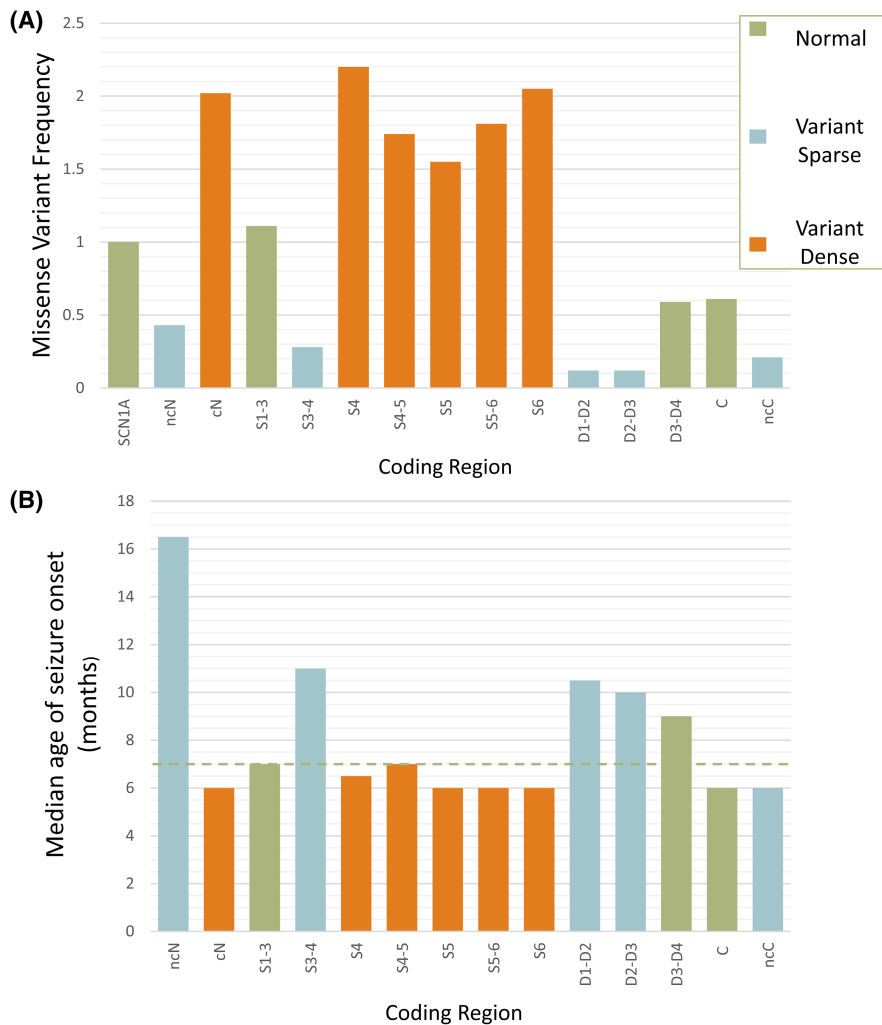 (A)
Missense Variant Frequency
2.5
2
1.5
1
0.5
0
SCN1A
ncN
cN
S1-3
S3-4
S4
S4-5
S5
S5-6
S6
D1-D2
D2-D3
D3-D4
C
ncC
Coding Region
Normal
Variant
Sparse
Variant
Dense
(B)
Median age of seizure onset
(months)
18
16
14
12
10
8
6
4
2
0
ncN
cN
S1-3
S3-4
S4
S4-5
S5
S5-6
S6
D1-D2
D2-D3
D3-D4
C
ncC
Coding Region